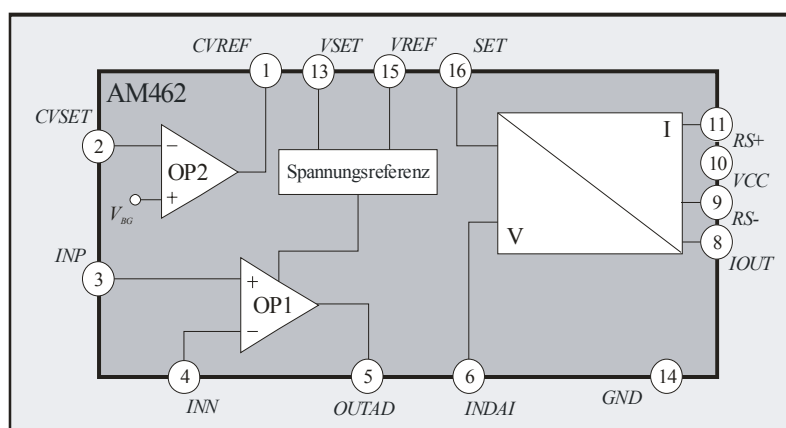 CVREF VSET VREF SET
1 13 15 16
AM462
CVSET
2
−
OP2
+
V_BG
Spannungsreferenz
I
11
RS+
10
VCC
9
RS-
8
IOUT
V
INP
3
+
OP1
−
4 5 6 14
INN OUTAD INDAI GND